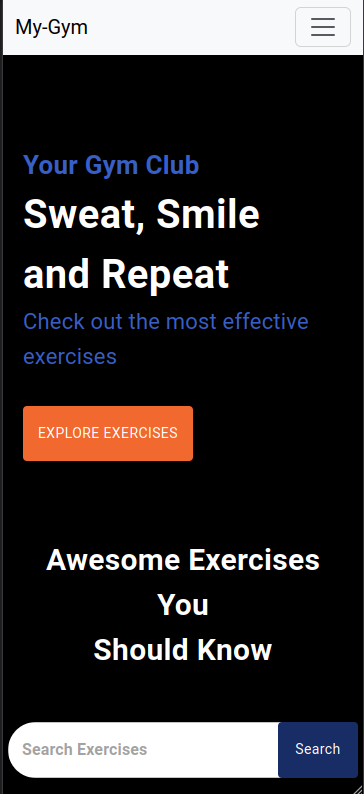 My-Gym
Your Gym Club
Sweat, Smile
and Repeat
Check out the most effective
exercises
EXPLORE EXERCISES
Awesome Exercises
You
Should Know
Search Exercises
Search